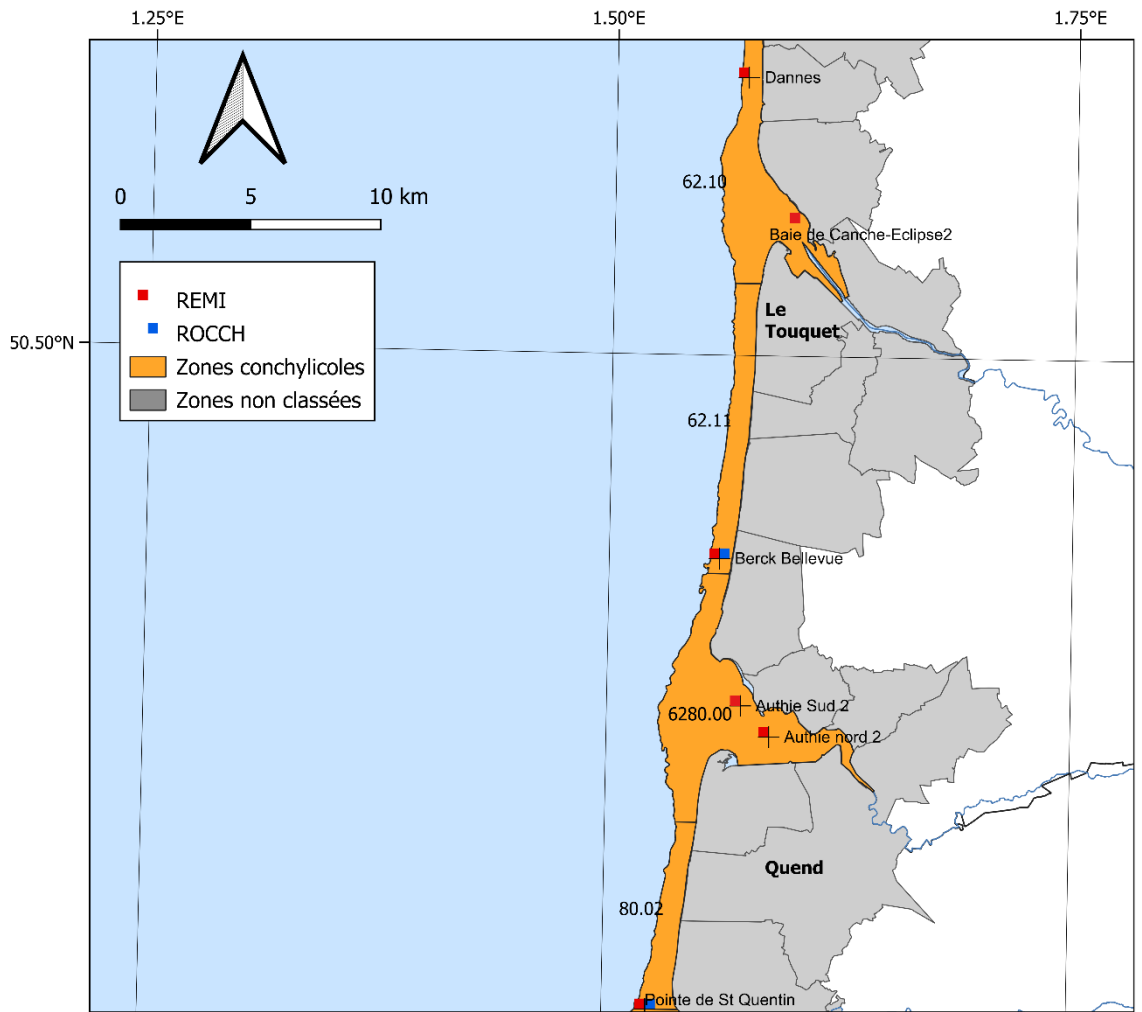 1.25°E 1.50°E 1.75°E
Dannes
62.10
0 5 10 km
Baie de Canche-Eclipse2
REMI
ROCCH
Zones conchylicoles
Zones non classées
Le
Touquet
50.50°N
62.11
Berck Bellevue
Authie Sud 2
6280.00
Authie nord 2
Quend
80.02
Pointe de St Quentin